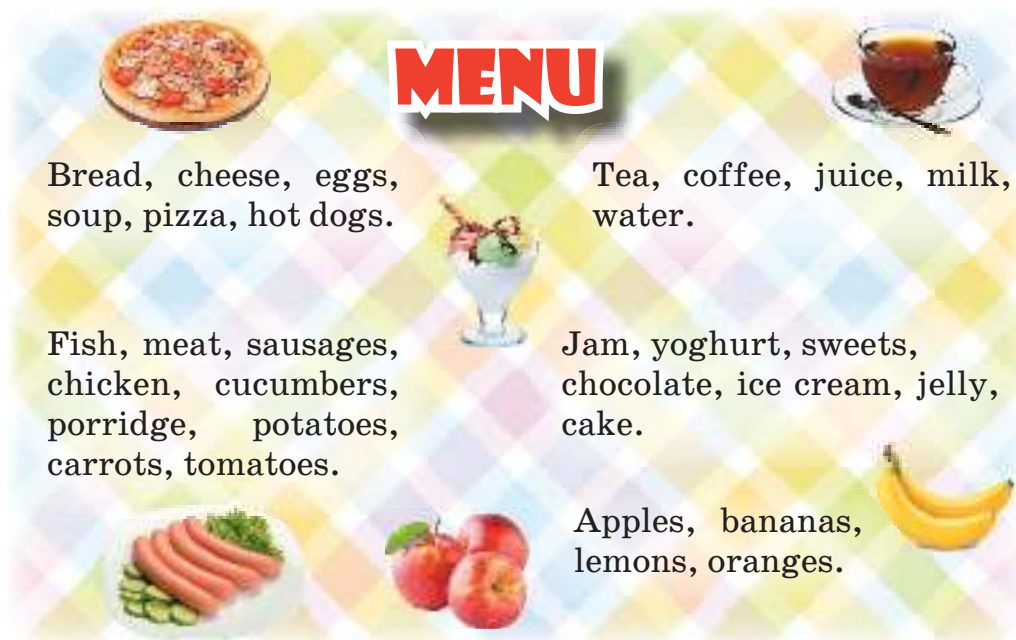 MENU
Bread, cheese, eggs,
soup, pizza, hot dogs.
Tea, coffee, juice, milk,
water.
Fish, meat, sausages,
chicken, cucumbers,
porridge, potatoes,
carrots, tomatoes.
Jam, yoghurt, sweets,
chocolate, ice cream, jelly,
cake.
Apples, bananas,
lemons, oranges.